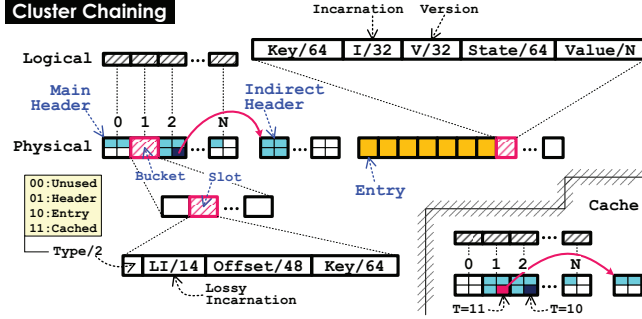 Cluster Chaining
Incarnation Version
Key/64 I/32 V/32 State/64 Value/N
Logical ...
Main Header
Indirect Header
0 1 2 N
Physical ... ... ...
Bucket Slot
Entry
00:Unused
01:Header
10:Entry
11:Cached
...
Type/2
LI/14 Offset/48 Key/64
Lossy Incarnation
Cache
...
0 1 2 N
...
T=11 T=10